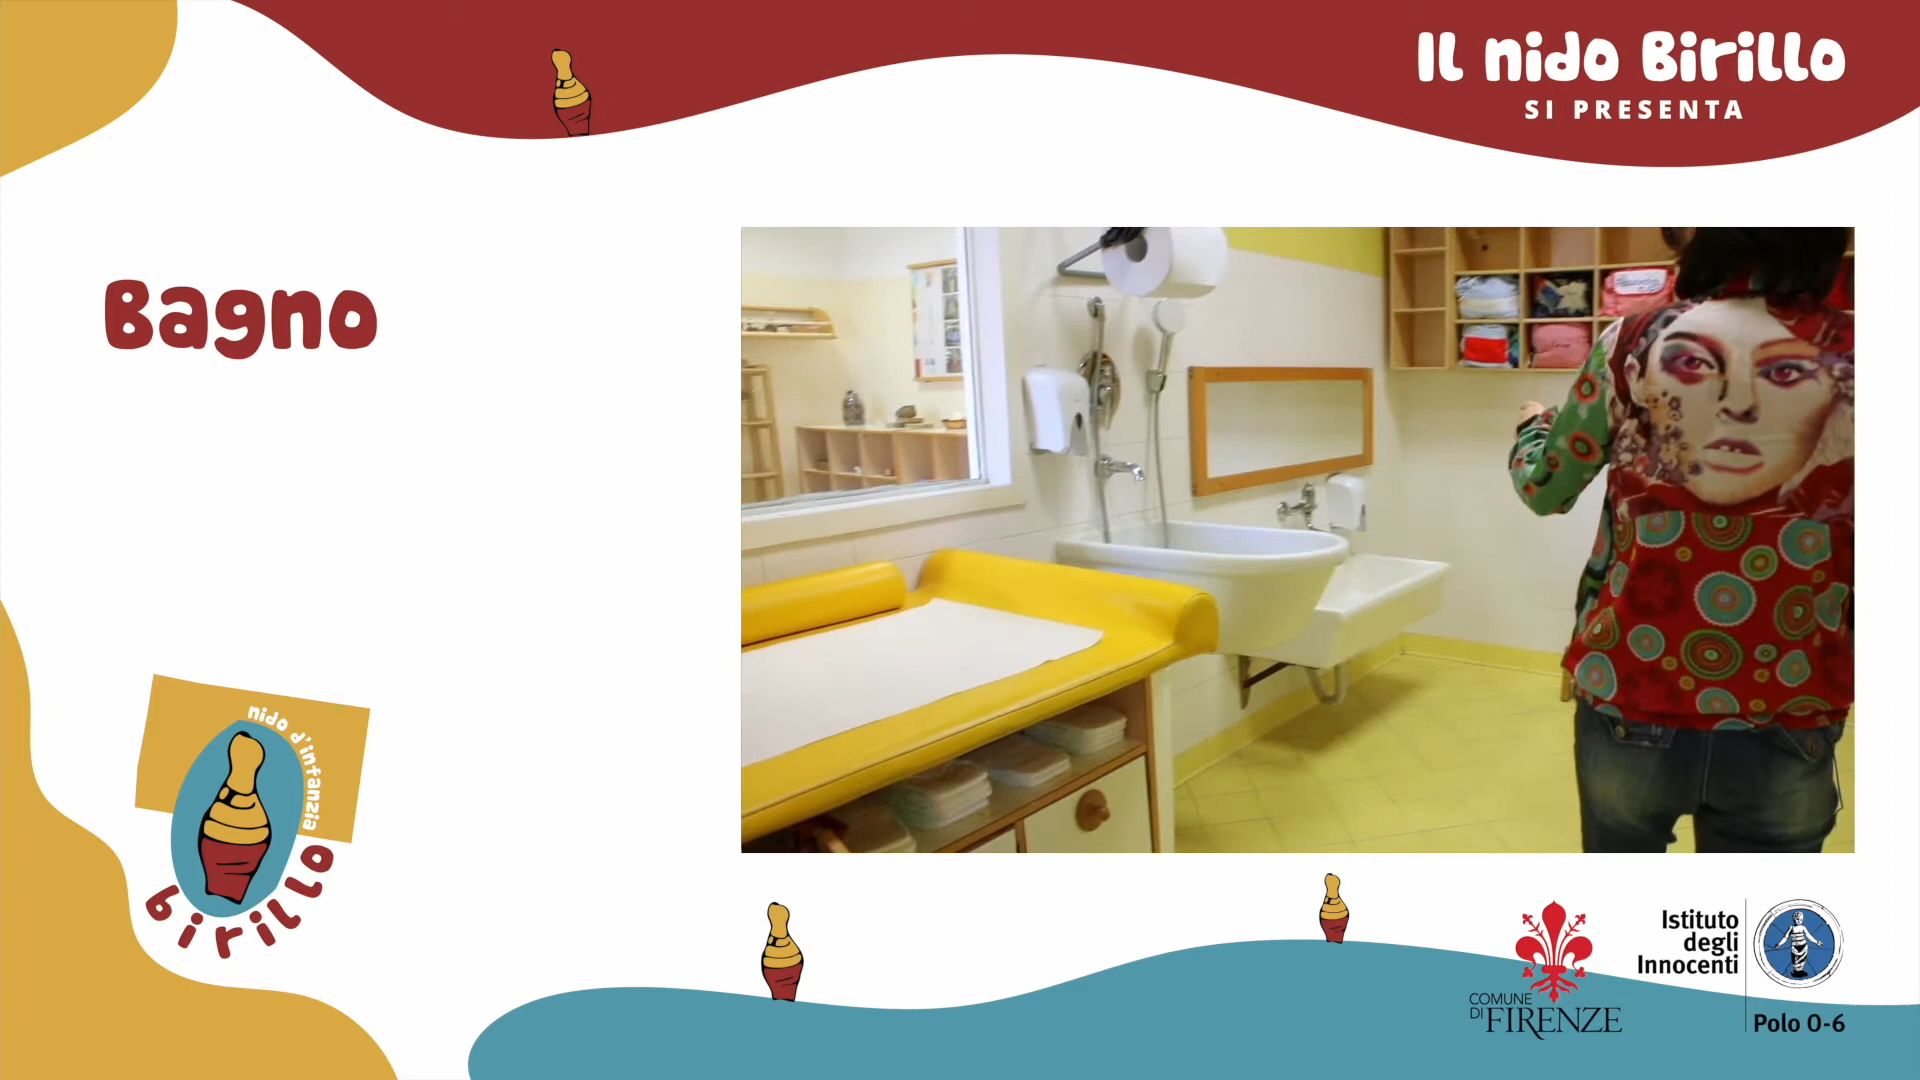 Il nido Birillo
SI PRESENTA
Bagno
nido d'infanzia
birillo
COMUNE
DI FIRENZE
Istituto
degli
Innocenti
Polo 0-6